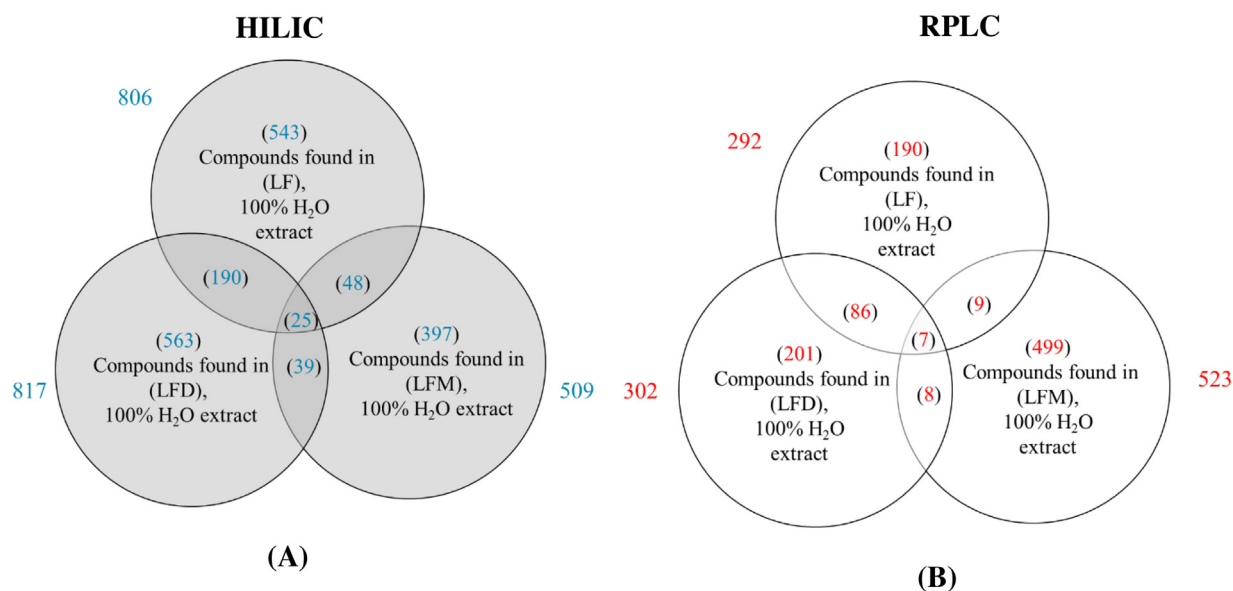 HILIC
806
(543)
Compounds found in
(LF),
100% H₂O
extract
(190)
(48)
(25)
(563)
Compounds found in
(LFD),
100% H₂O extract
(39)
(397)
Compounds found in
(LFM),
100% H₂O extract
817
509
(A)
RPLC
292
(190)
Compounds found in
(LF),
100% H₂O
extract
(86)
(9)
(7)
(201)
Compounds found in
(LFD),
100% H₂O
extract
(8)
(499)
Compounds found in
(LFM),
100% H₂O
extract
302
523
(B)